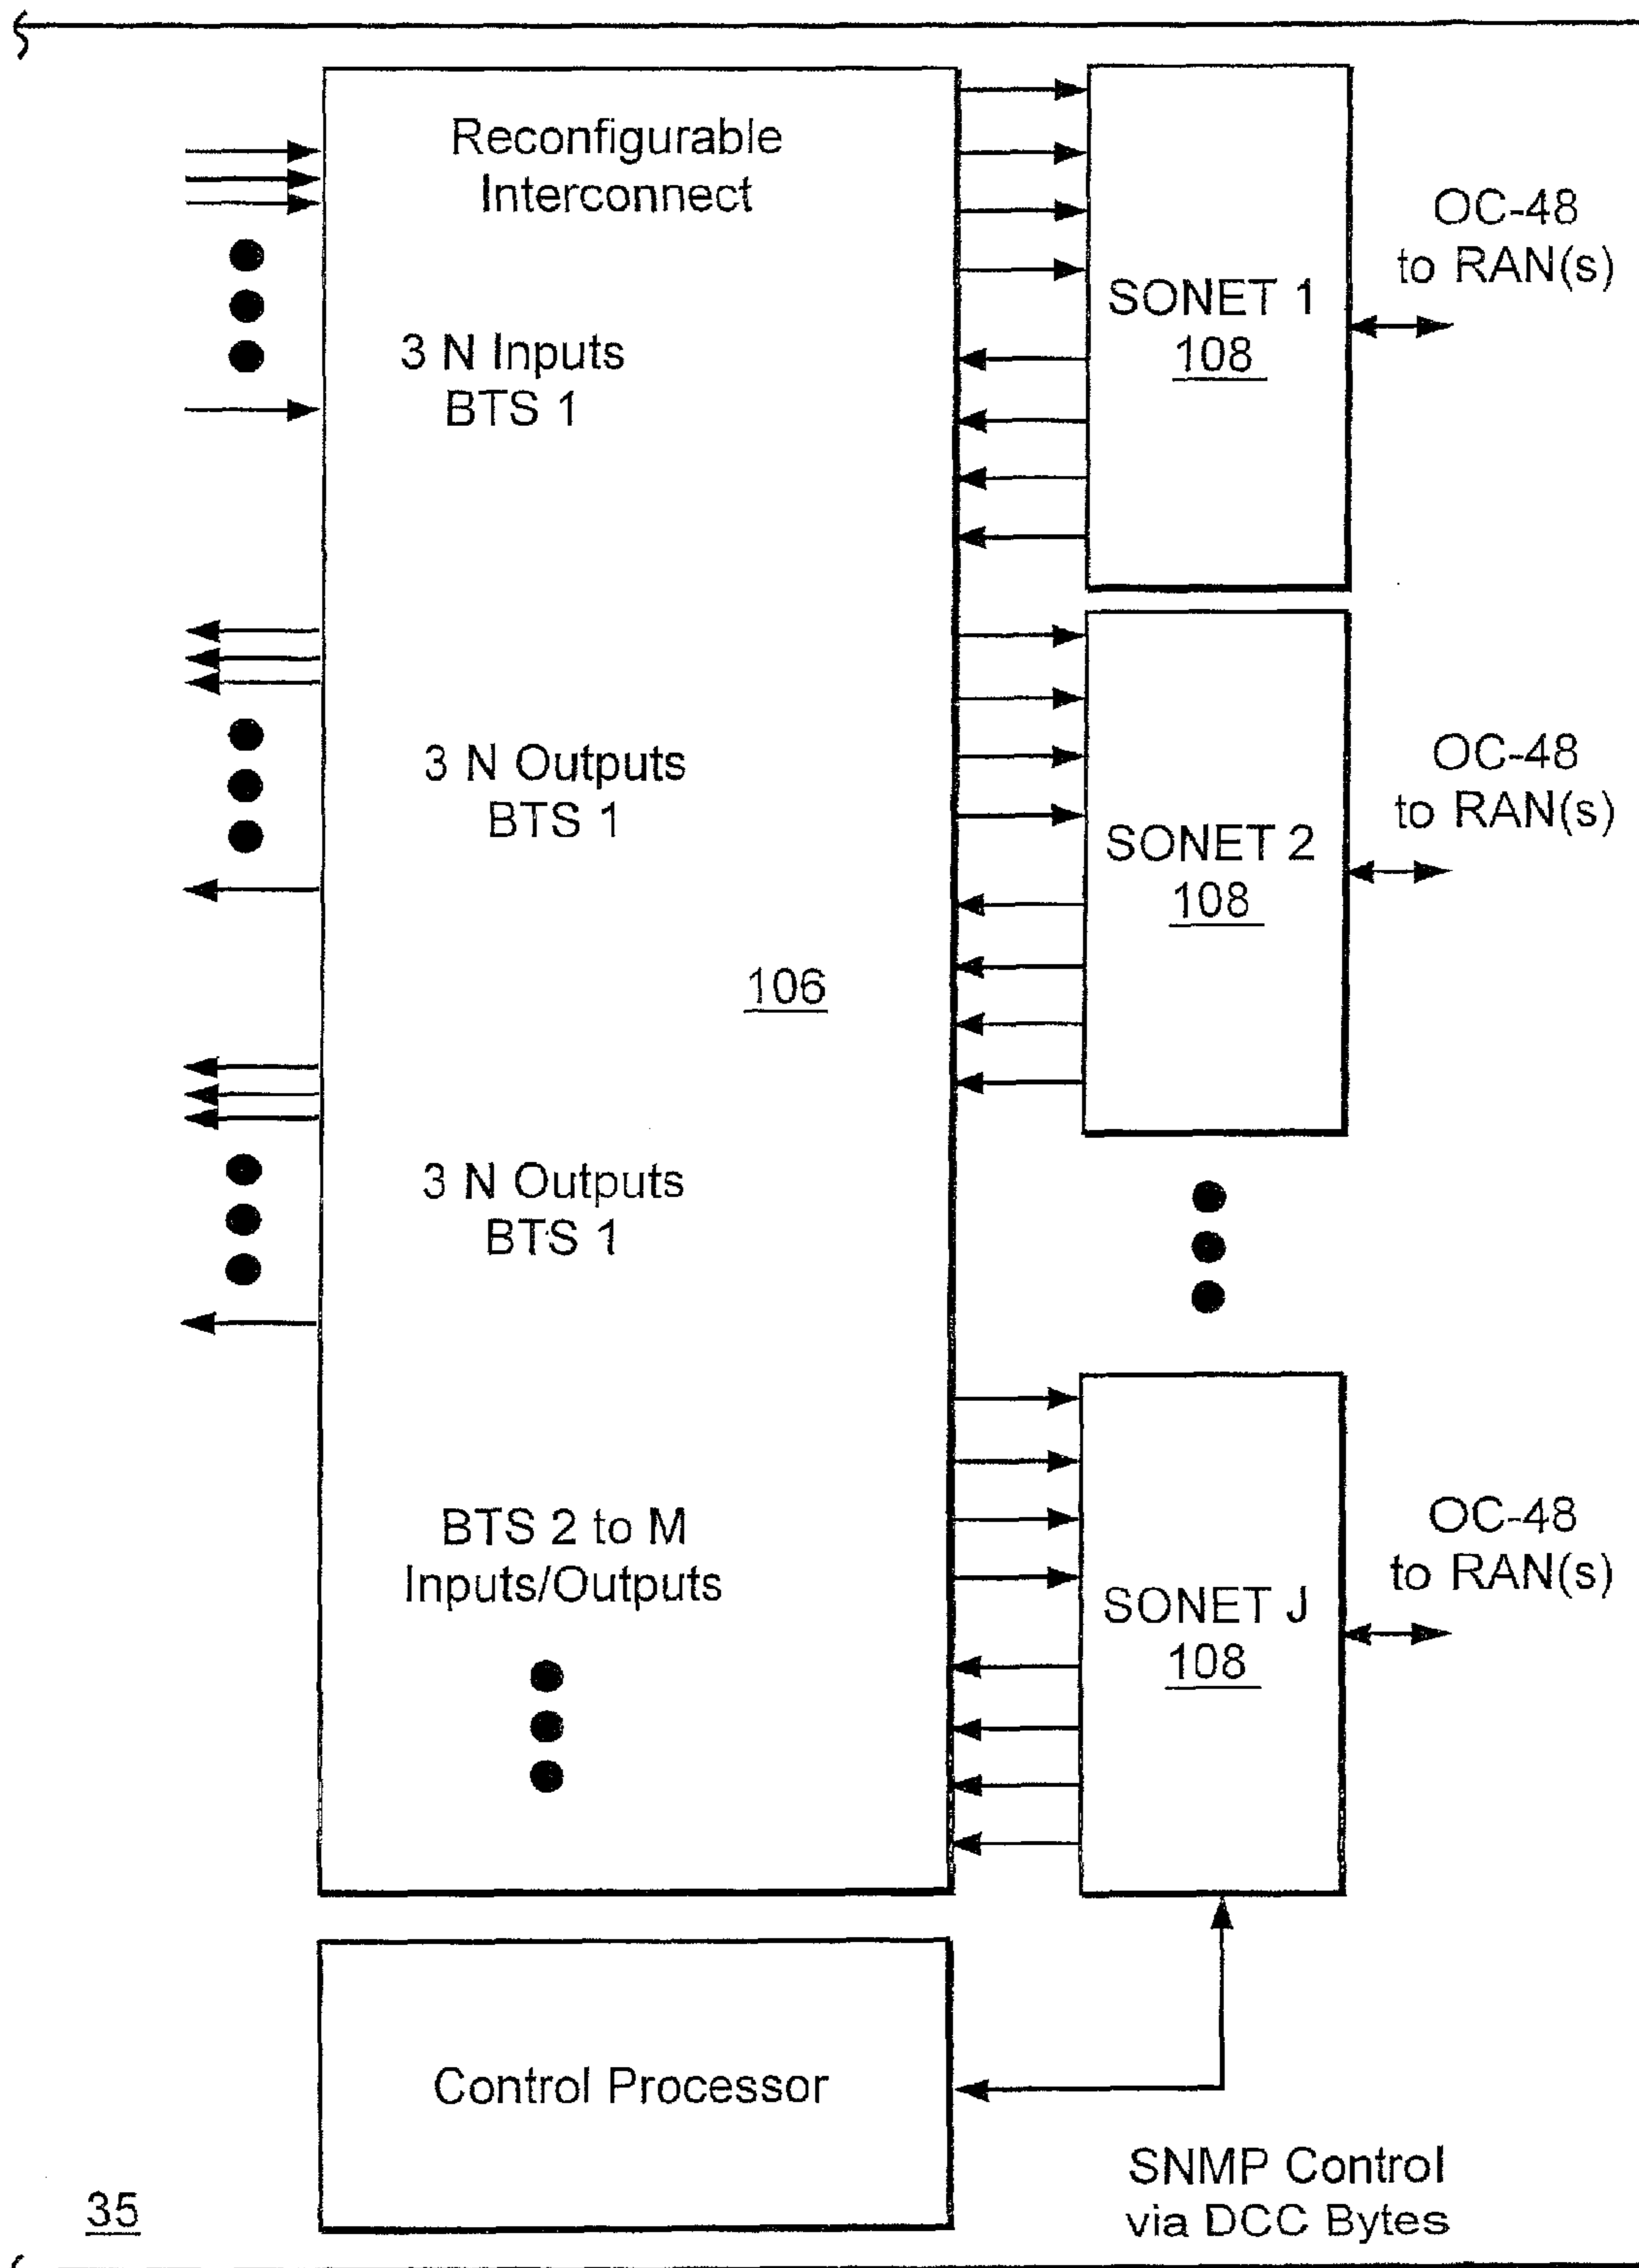 Reconfigurable
Interconnect
3 N Inputs
BTS 1
3 N Outputs
BTS 1
106
3 N Outputs
BTS 1
BTS 2 to M
Inputs/Outputs
SONET 1
108
OC-48
to RAN(s)
SONET 2
108
OC-48
to RAN(s)
SONET J
108
OC-48
to RAN(s)
Control Processor
SNMP Control
via DCC Bytes
35